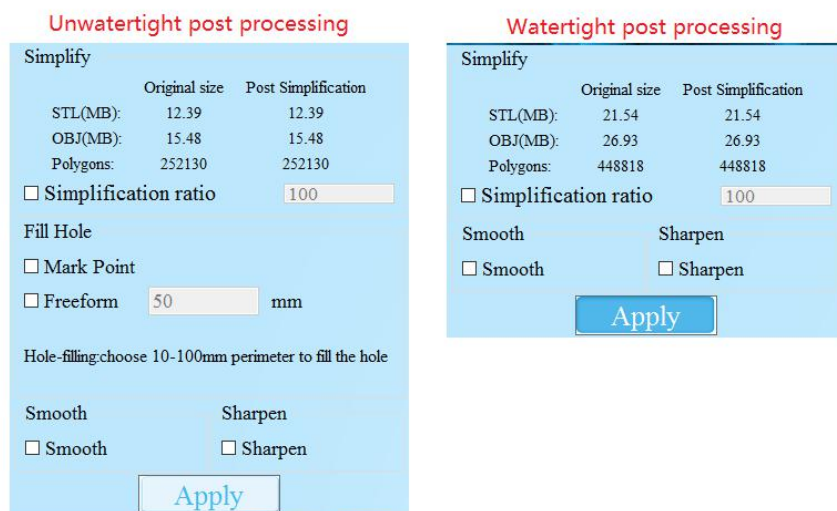 Unwatertight post processing
Simplify
Original size Post Simplification
STL(MB): 12.39 12.39
OBJ(MB): 15.48 15.48
Polygons: 252130 252130
Simplification ratio 100
Fill Hole
Mark Point
Freeform 50 mm
Hole-filling:choose 10-100mm perimeter to fill the hole
Smooth Sharpen
Smooth Sharpen
Apply
Watertight post processing
Simplify
Original size Post Simplification
STL(MB): 21.54 21.54
OBJ(MB): 26.93 26.93
Polygons: 448818 448818
Simplification ratio 100
Smooth Sharpen
Smooth Sharpen
Apply